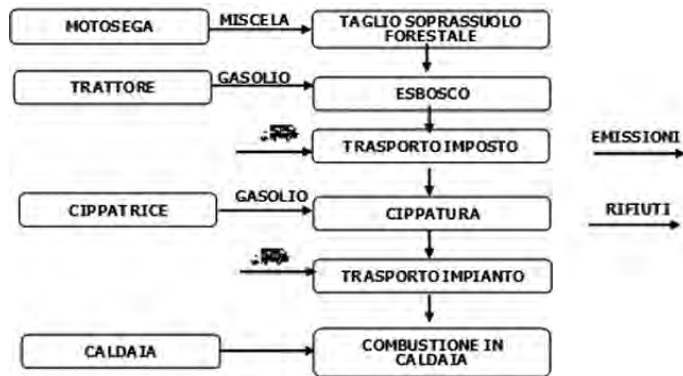 MOTOSEGA
MISCELA
TAGLIO SOPRASSUOLO
FORESTALE
TRATTORE
GASOLIO
ESBOSCO
TRASPORTO IMPOSTO
EMISSIONI
CIPPATRICE
GASOLIO
CIPPATURA
RIFIUTI
TRASPORTO IMPIANTO
CALDAIA
COMBUSTIONE IN
CALDAIA